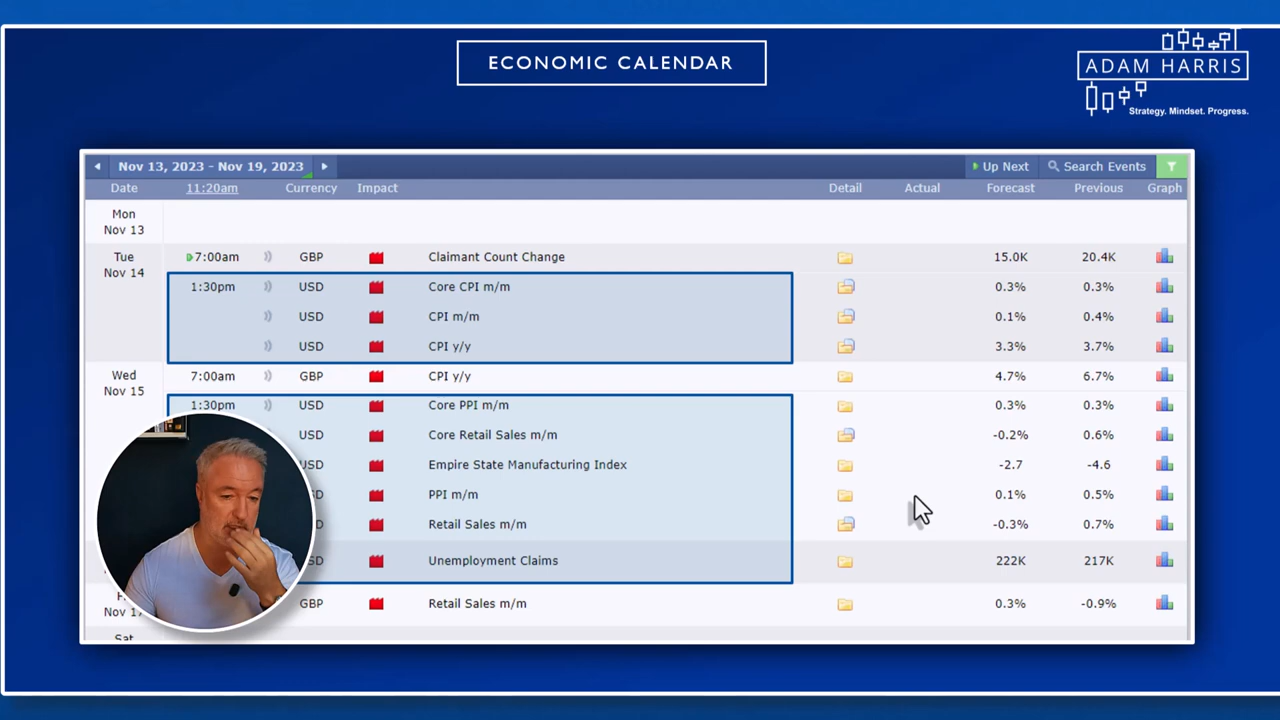 ECONOMIC CALENDAR
ADAM HARRIS
Strategy. Mindset. Progress.
Nov 13, 2023 - Nov 19, 2023 Up Next Search Events
Date 11:20am Currency Impact Detail Actual Forecast Previous Graph
Mon
Nov 13
Tue
Nov 14
7:00am GBP Claimant Count Change 15.0K 20.4K
1:30pm USD Core CPI m/m 0.3% 0.3%
USD CPI m/m 0.1% 0.4%
USD CPI y/y 3.3% 3.7%
Wed
Nov 15
7:00am GBP CPI y/y 4.7% 6.7%
1:30pm USD Core PPI m/m 0.3% 0.3%
USD Core Retail Sales m/m -0.2% 0.6%
USD Empire State Manufacturing Index -2.7 -4.6
USD PPI m/m 0.1% 0.5%
USD Retail Sales m/m -0.3% 0.7%
Unemployment Claims 222K 217K
Nov 17
GBP Retail Sales m/m 0.3% -0.9%
Sat